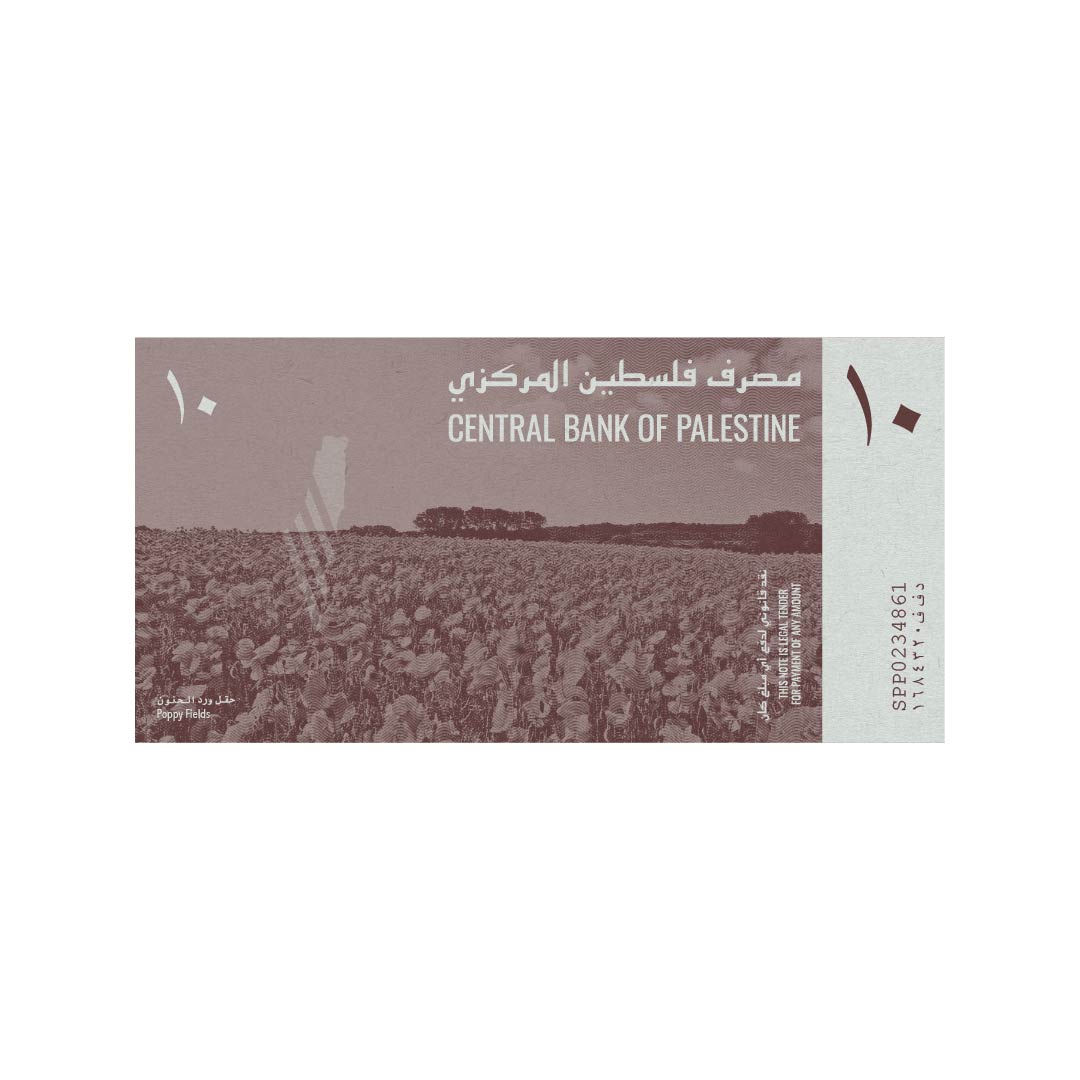 ١٠
مصرف فلسطين المركزي
CENTRAL BANK OF PALESTINE
١٠
نقد قانوني لدفع أي مبلغ كان
THIS NOTE IS LEGAL TENDER
FOR PAYMENT OF ANY AMOUNT
SPP0234861
د ف ف ٠٢٣٤٨٦١
حقل ورد الحنون
Poppy Fields